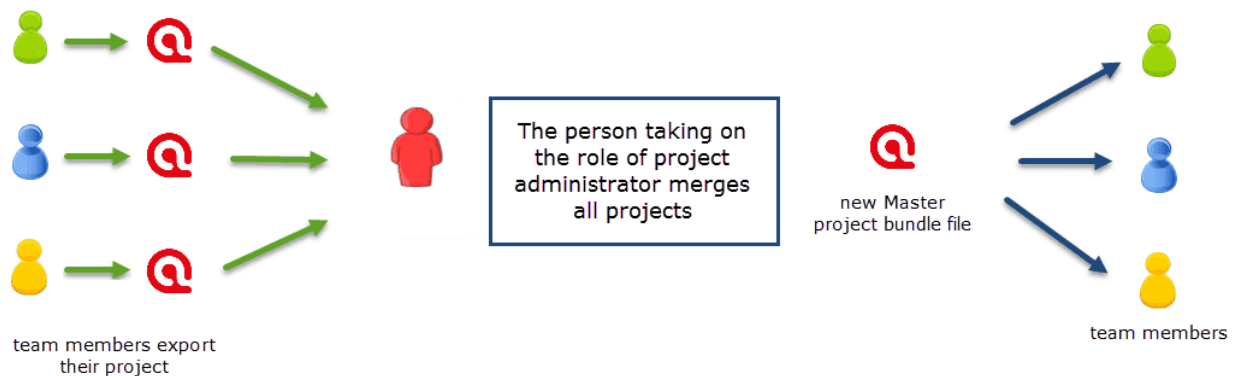 team members export
their project
The person taking on
the role of project
administrator merges
all projects
new Master
project bundle file
team members